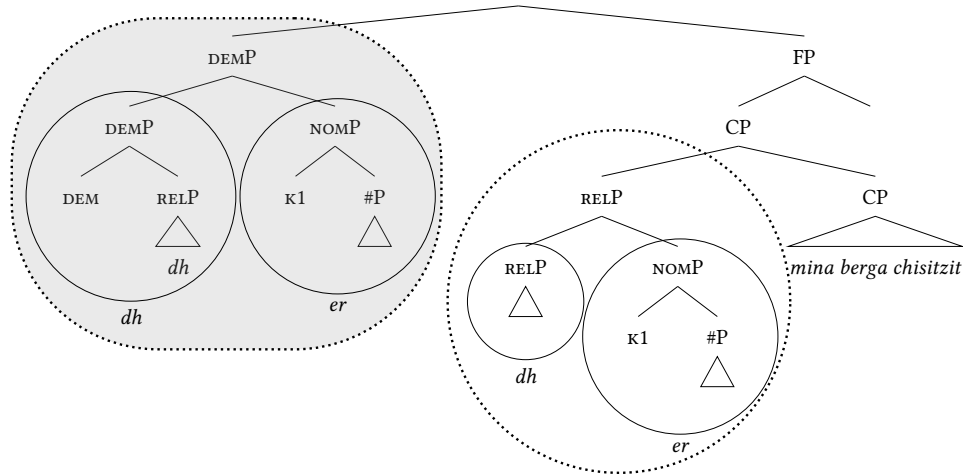 DEMP FP
DEMP NOMP CP
DEM RELP K1 #P RELP CP
dh RELP NOMP mina berga chisitzit
dh er K1 #P
dh
er